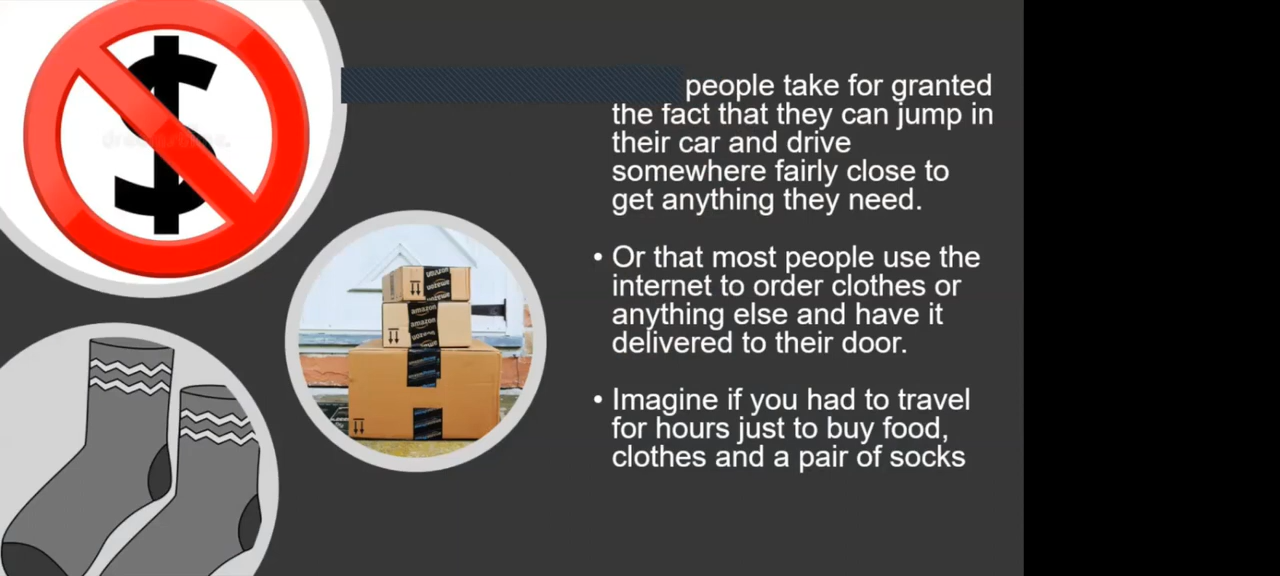 people take for granted
the fact that they can jump in
their car and drive
somewhere fairly close to
get anything they need.
• Or that most people use the
internet to order clothes or
anything else and have it
delivered to their door.
• Imagine if you had to travel
for hours just to buy food,
clothes and a pair of socks
amazon
amazon
amazon